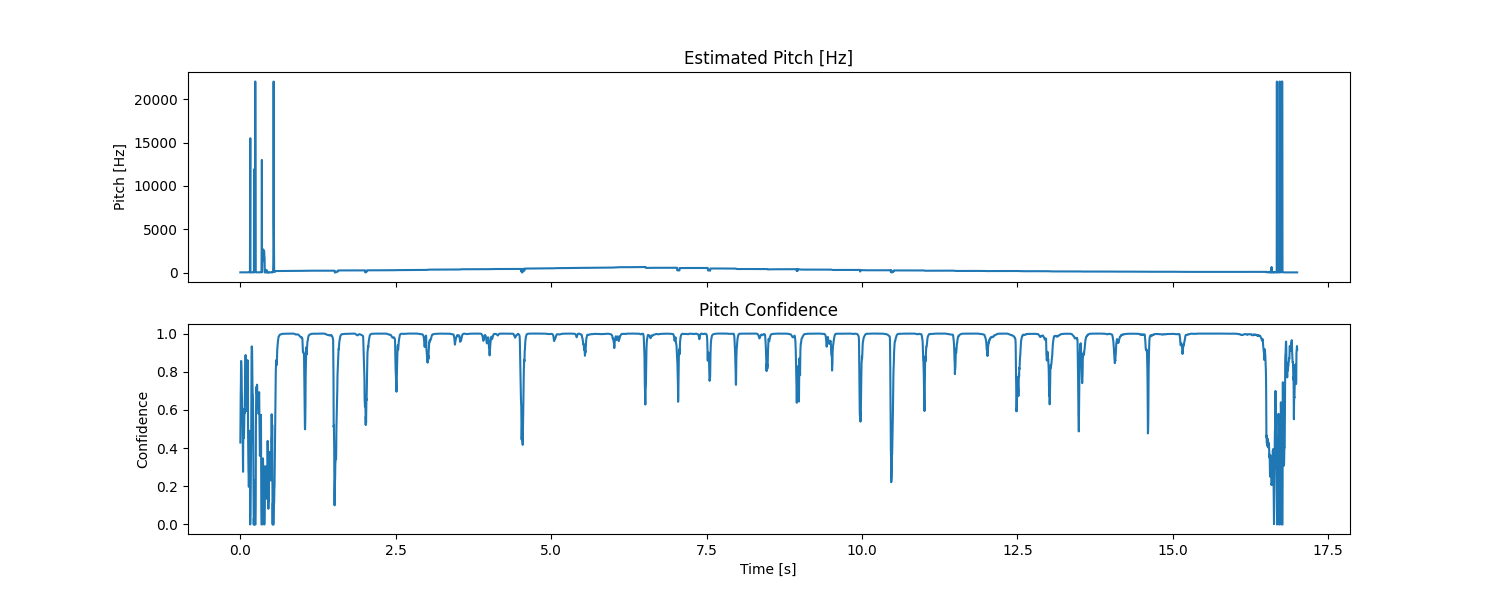 Estimated Pitch [Hz]
Pitch [Hz]
20000
15000
10000
5000
0
Pitch Confidence
Confidence
1.0
0.8
0.6
0.4
0.2
0.0
0.0 2.5 5.0 7.5 10.0 12.5 15.0 17.5
Time [s]